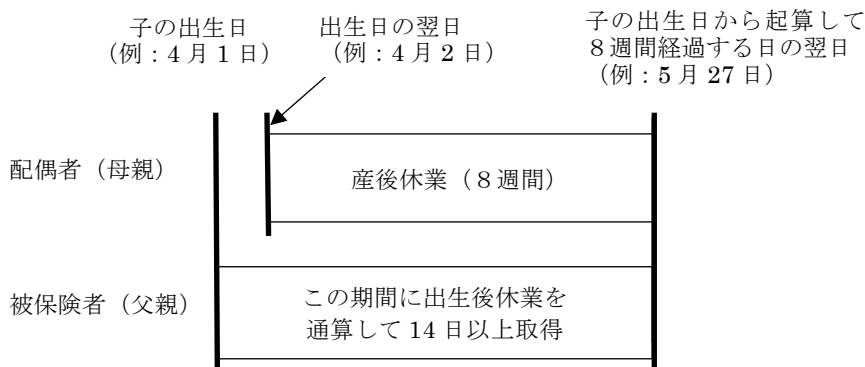 子の出生日
（例：４月１日）
出生日の翌日
（例：４月２日）
子の出生日から起算して
８週間経過する日の翌日
（例：５月 27 日）
配偶者（母親）
産後休業（８週間）
被保険者（父親）
この期間に出生後休業を
通算して 14 日以上取得